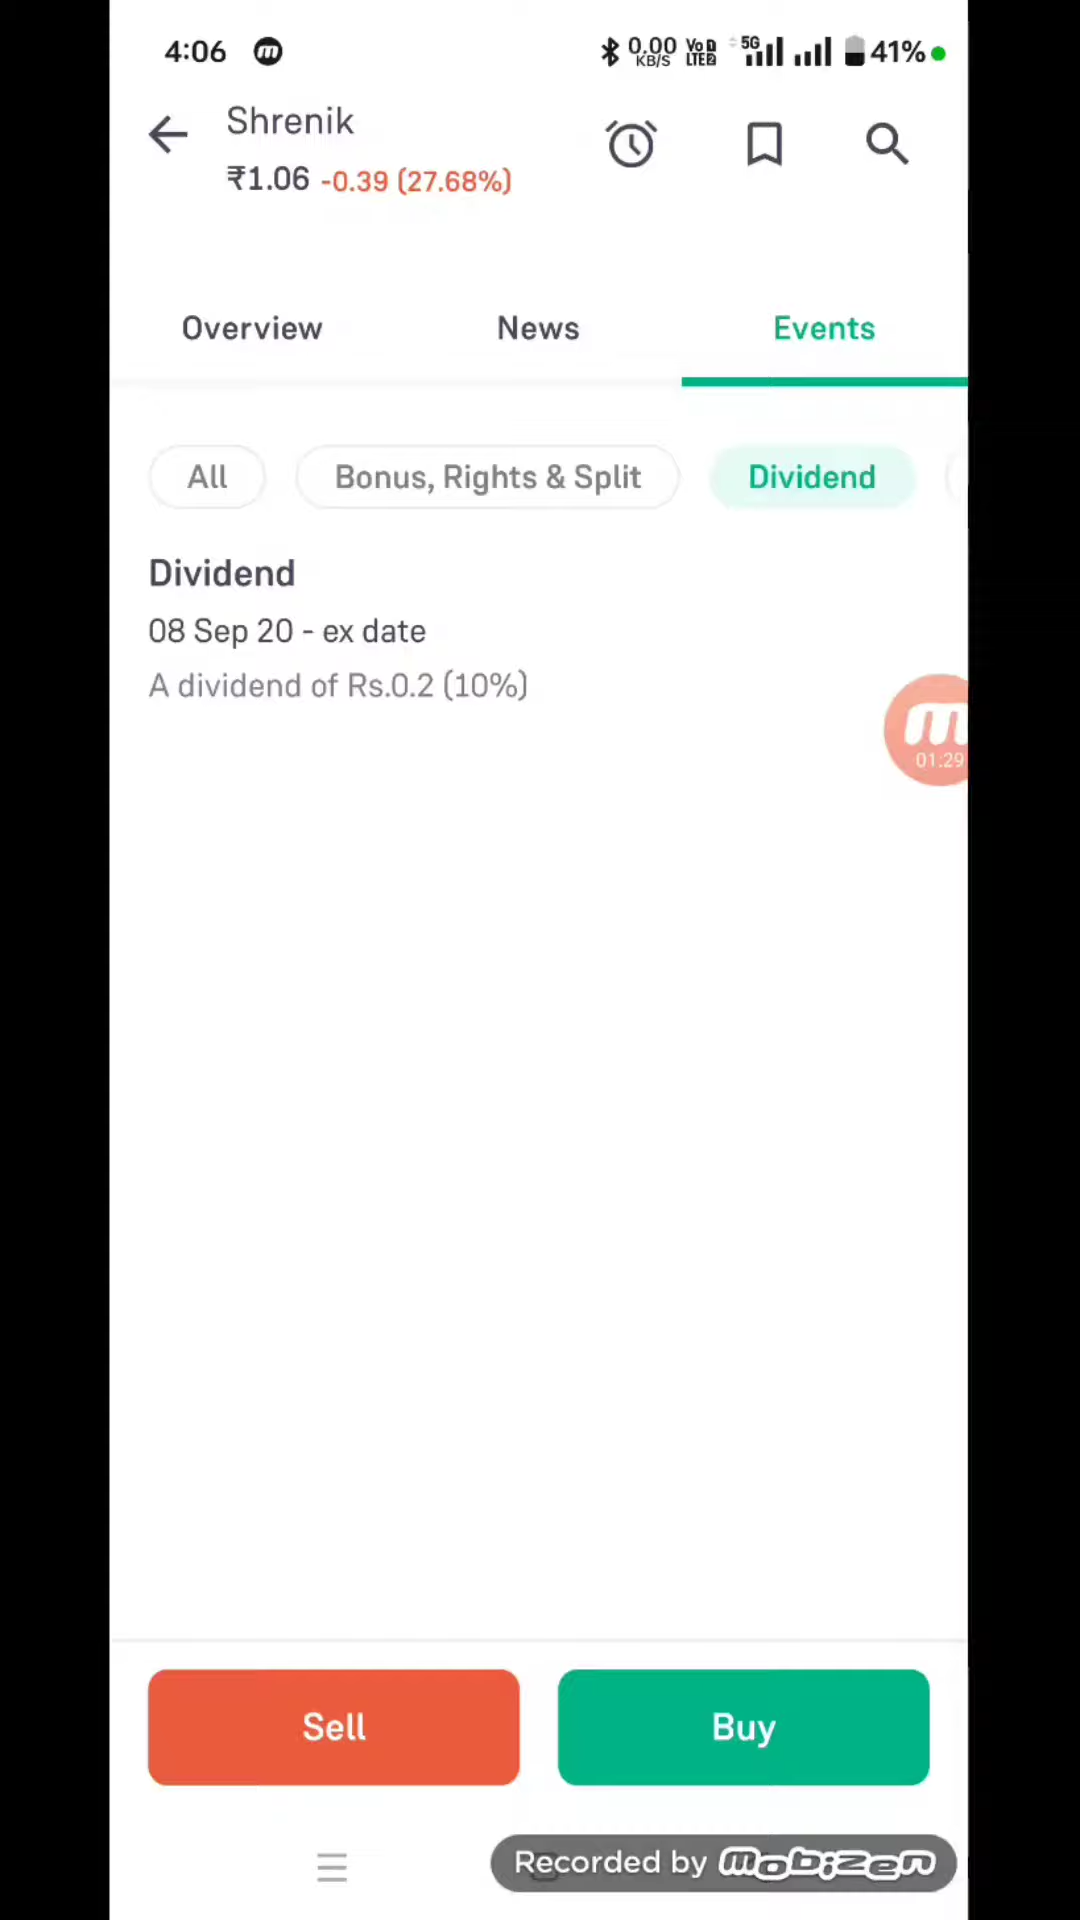 4:06 m 0.00 KB/S Vo LTE2 5G 41%
Shrenik
₹1.06 -0.39 (27.68%)
Overview News Events
All Bonus, Rights & Split Dividend
Dividend
08 Sep 20 - ex date
A dividend of Rs.0.2 (10%)
m
01:29
Sell Buy
Recorded by mobizen